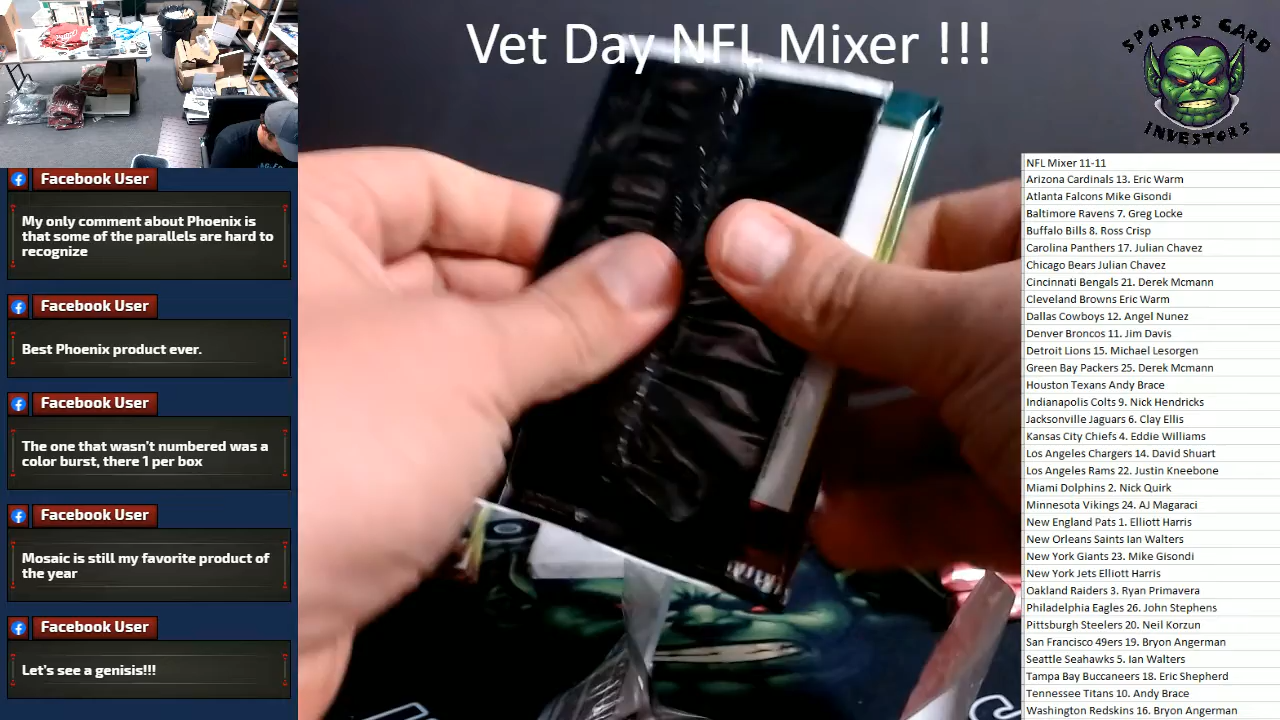 Vet Day NFL Mixer !!!
SPORTS CARD
INVESTORS
Facebook User
My only comment about Phoenix is
that some of the parallels are hard to
recognize
Facebook User
Best Phoenix product ever.
Facebook User
The one that wasn't numbered was a
color burst, there 1 per box
Facebook User
Mosaic is still my favorite product of
the year
Facebook User
Let's see a genisis!!!
NFL Mixer 11-11
Arizona Cardinals 13. Eric Warm
Atlanta Falcons Mike Gisondi
Baltimore Ravens 7. Greg Locke
Buffalo Bills 8. Ross Crisp
Carolina Panthers 17. Julian Chavez
Chicago Bears Julian Chavez
Cincinnati Bengals 21. Derek Mcmann
Cleveland Browns Eric Warm
Dallas Cowboys 12. Angel Nunez
Denver Broncos 11. Jim Davis
Detroit Lions 15. Michael Lesorgen
Green Bay Packers 25. Derek Mcmann
Houston Texans Andy Brace
Indianapolis Colts 9. Nick Hendricks
Jacksonville Jaguars 6. Clay Ellis
Kansas City Chiefs 4. Eddie Williams
Los Angeles Chargers 14. David Shuart
Los Angeles Rams 22. Justin Kneebone
Miami Dolphins 2. Nick Quirk
Minnesota Vikings 24. AJ Magaraci
New England Pats 1. Elliott Harris
New Orleans Saints Ian Walters
New York Giants 23. Mike Gisondi
New York Jets Elliott Harris
Oakland Raiders 3. Ryan Primavera
Philadelphia Eagles 26. John Stephens
Pittsburgh Steelers 20. Neil Korzun
San Francisco 49ers 19. Bryon Angerman
Seattle Seahawks 5. Ian Walters
Tampa Bay Buccaneers 18. Eric Shepherd
Tennessee Titans 10. Andy Brace
Washington Redskins 16. Bryon Angerman